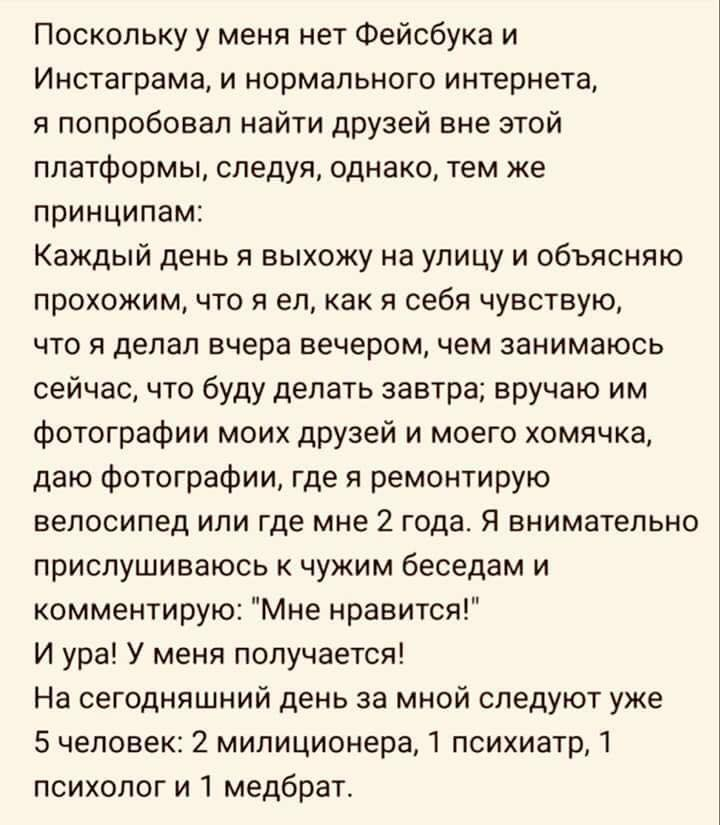 Поскольку у меня нет Фейсбука и
Инстаграма, и нормального интернета,
я попробовал найти друзей вне этой
платформы, следуя, однако, тем же
принципам:
Каждый день я выхожу на улицу и объясняю
прохожим, что я ел, как я себя чувствую,
что я делал вчера вечером, чем занимаюсь
сейчас, что буду делать завтра; вручаю им
фотографии моих друзей и моего хомячка,
даю фотографии, где я ремонтирую
велосипед или где мне 2 года. Я внимательно
прислушиваюсь к чужим беседам и
комментирую: "Мне нравится!"
И ура! У меня получается!
На сегодняшний день за мной следуют уже
5 человек: 2 милиционера, 1 психиатр, 1
психолог и 1 медбрат.